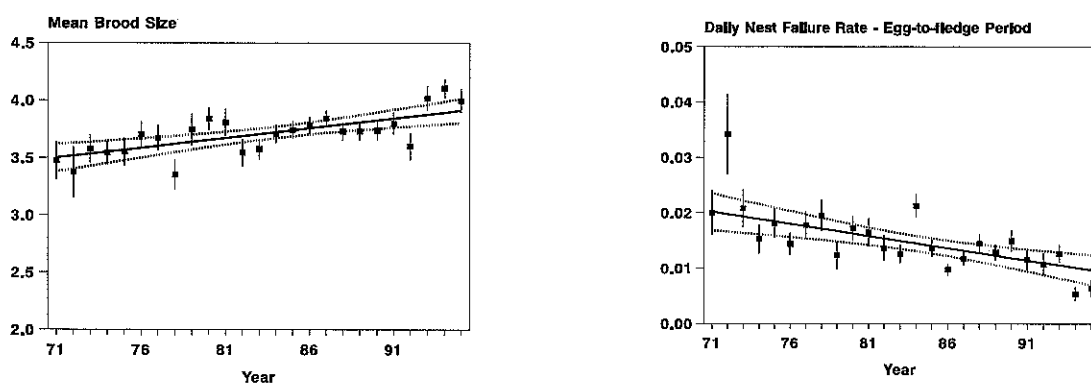 Mean Brood Size
4.5
4.0
3.5
3.0
2.5
2.0
71 76 81 86 91
Year
Daily Nest Failure Rate - Egg-to-fledge Period
0.05
0.04
0.03
0.02
0.01
0.00
71 76 81 86 91
Year